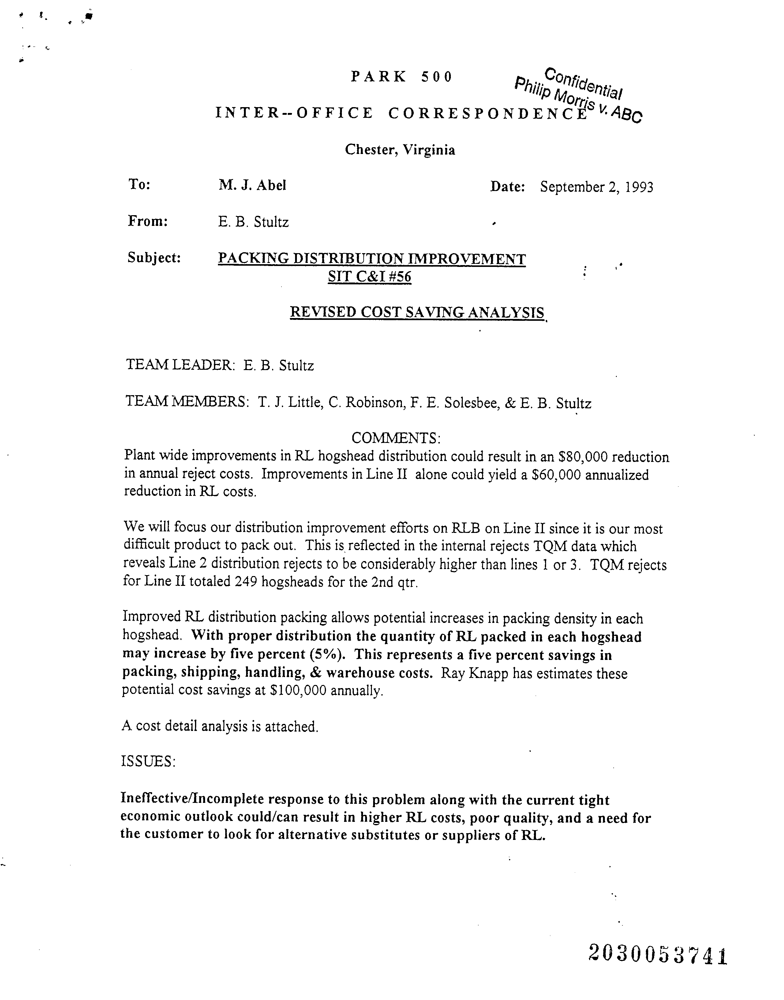 PARK 500
Confidential
Philip Morris v. ABC
INTER--OFFICE CORRESPONDENCE
Chester, Virginia
To: M. J. Abel Date: September 2, 1993
From: E. B. Stultz
Subject: PACKING DISTRIBUTION IMPROVEMENT
SIT C&I #56
REVISED COST SAVING ANALYSIS
TEAM LEADER: E. B. Stultz
TEAM MEMBERS: T. J. Little, C. Robinson, F. E. Solesbee, & E. B. Stultz
COMMENTS:
Plant wide improvements in RL hogshead distribution could result in an $80,000 reduction
in annual reject costs. Improvements in Line II alone could yield a $60,000 annualized
reduction in RL costs.
We will focus our distribution improvement efforts on RLB on Line II since it is our most
difficult product to pack out. This is reflected in the internal rejects TQM data which
reveals Line 2 distribution rejects to be considerably higher than lines 1 or 3. TQM rejects
for Line II totaled 249 hogsheads for the 2nd qtr.
Improved RL distribution packing allows potential increases in packing density in each
hogshead. With proper distribution the quantity of RL packed in each hogshead
may increase by five percent (5%). This represents a five percent savings in
packing, shipping, handling, & warehouse costs. Ray Knapp has estimates these
potential cost savings at $100,000 annually.
A cost detail analysis is attached.
ISSUES:
Ineffective/Incomplete response to this problem along with the current tight
economic outlook could/can result in higher RL costs, poor quality, and a need for
the customer to look for alternative substitutes or suppliers of RL.
2030053741